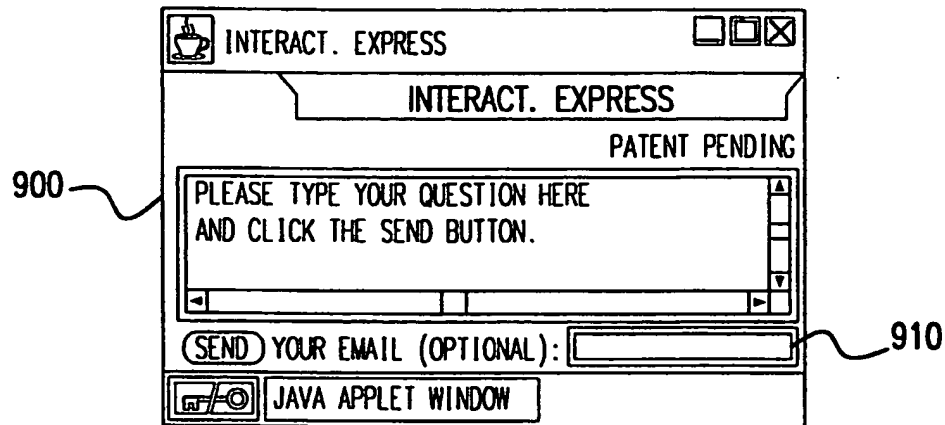 INTERACT. EXPRESS
INTERACT. EXPRESS
PATENT PENDING
900
PLEASE TYPE YOUR QUESTION HERE
AND CLICK THE SEND BUTTON.
SEND YOUR EMAIL (OPTIONAL):
910
JAVA APPLET WINDOW